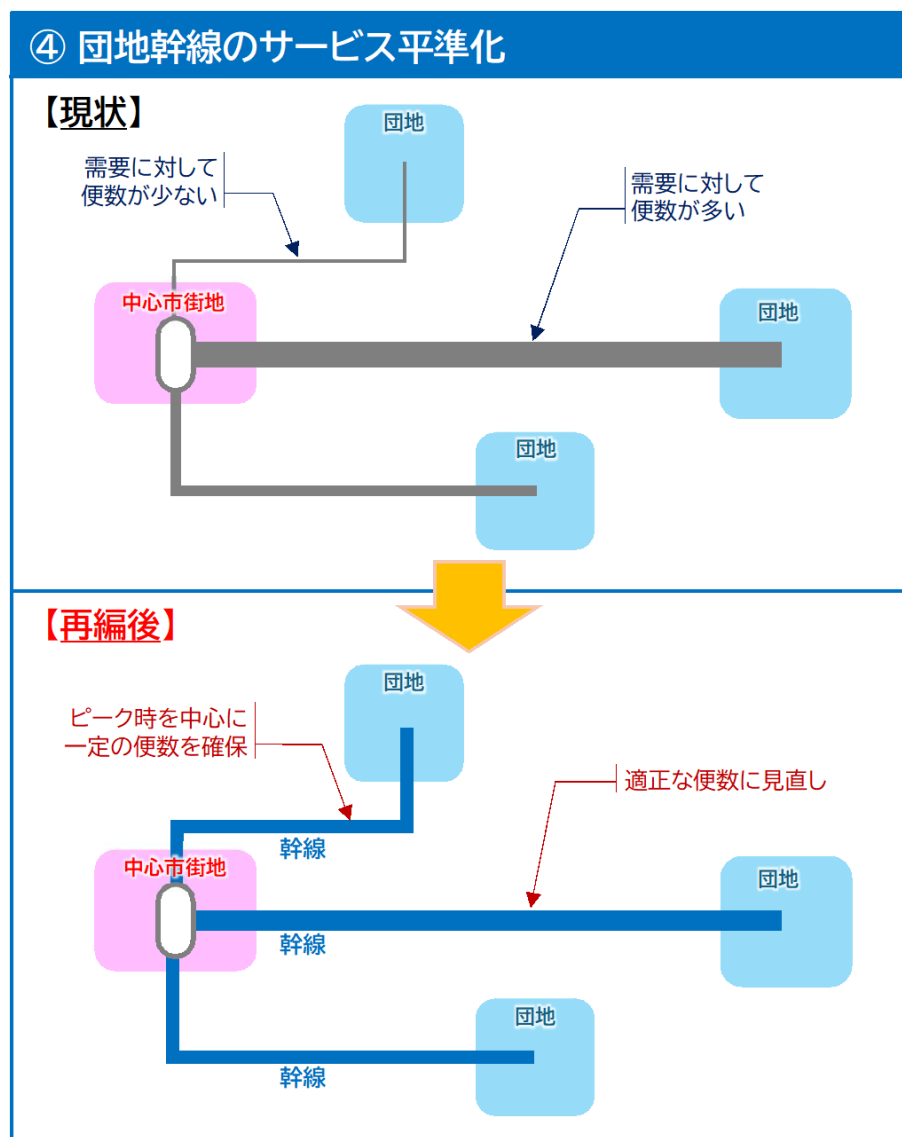 ④ 団地幹線のサービス平準化
【現状】
団地
需要に対して
便数が少ない
需要に対して
便数が多い
中心市街地
団地
団地
【再編後】
団地
ピーク時を中心に
一定の便数を確保
適正な便数に見直し
幹線
中心市街地
団地
幹線
団地
幹線